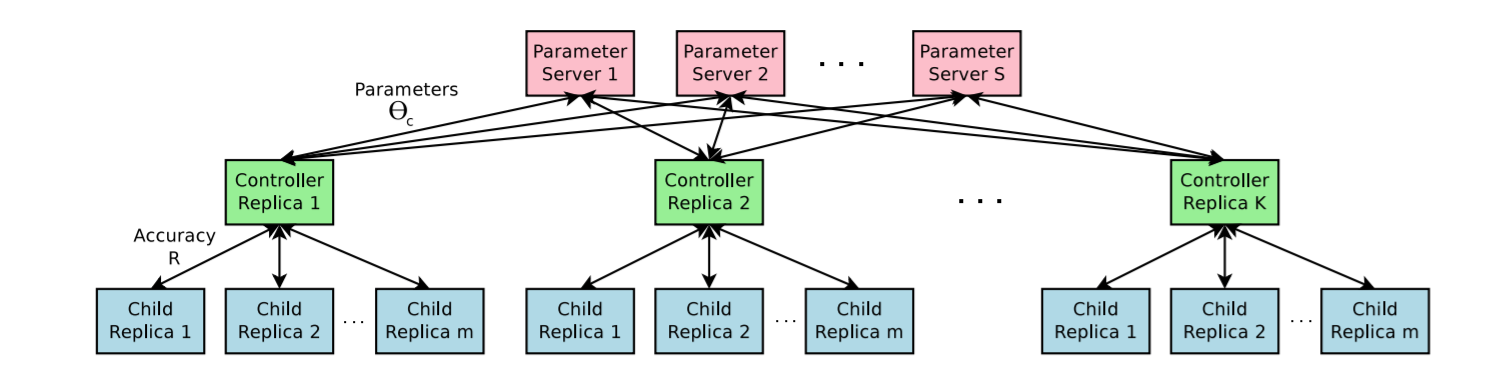 Parameter
Server 1
Parameter
Server 2
. . .
Parameter
Server S
Parameters
Θc
Controller
Replica 1
Controller
Replica 2
. . .
Controller
Replica K
Accuracy
R
Child
Replica 1
Child
Replica 2
...
Child
Replica m
Child
Replica 1
Child
Replica 2
...
Child
Replica m
Child
Replica 1
Child
Replica 2
...
Child
Replica m